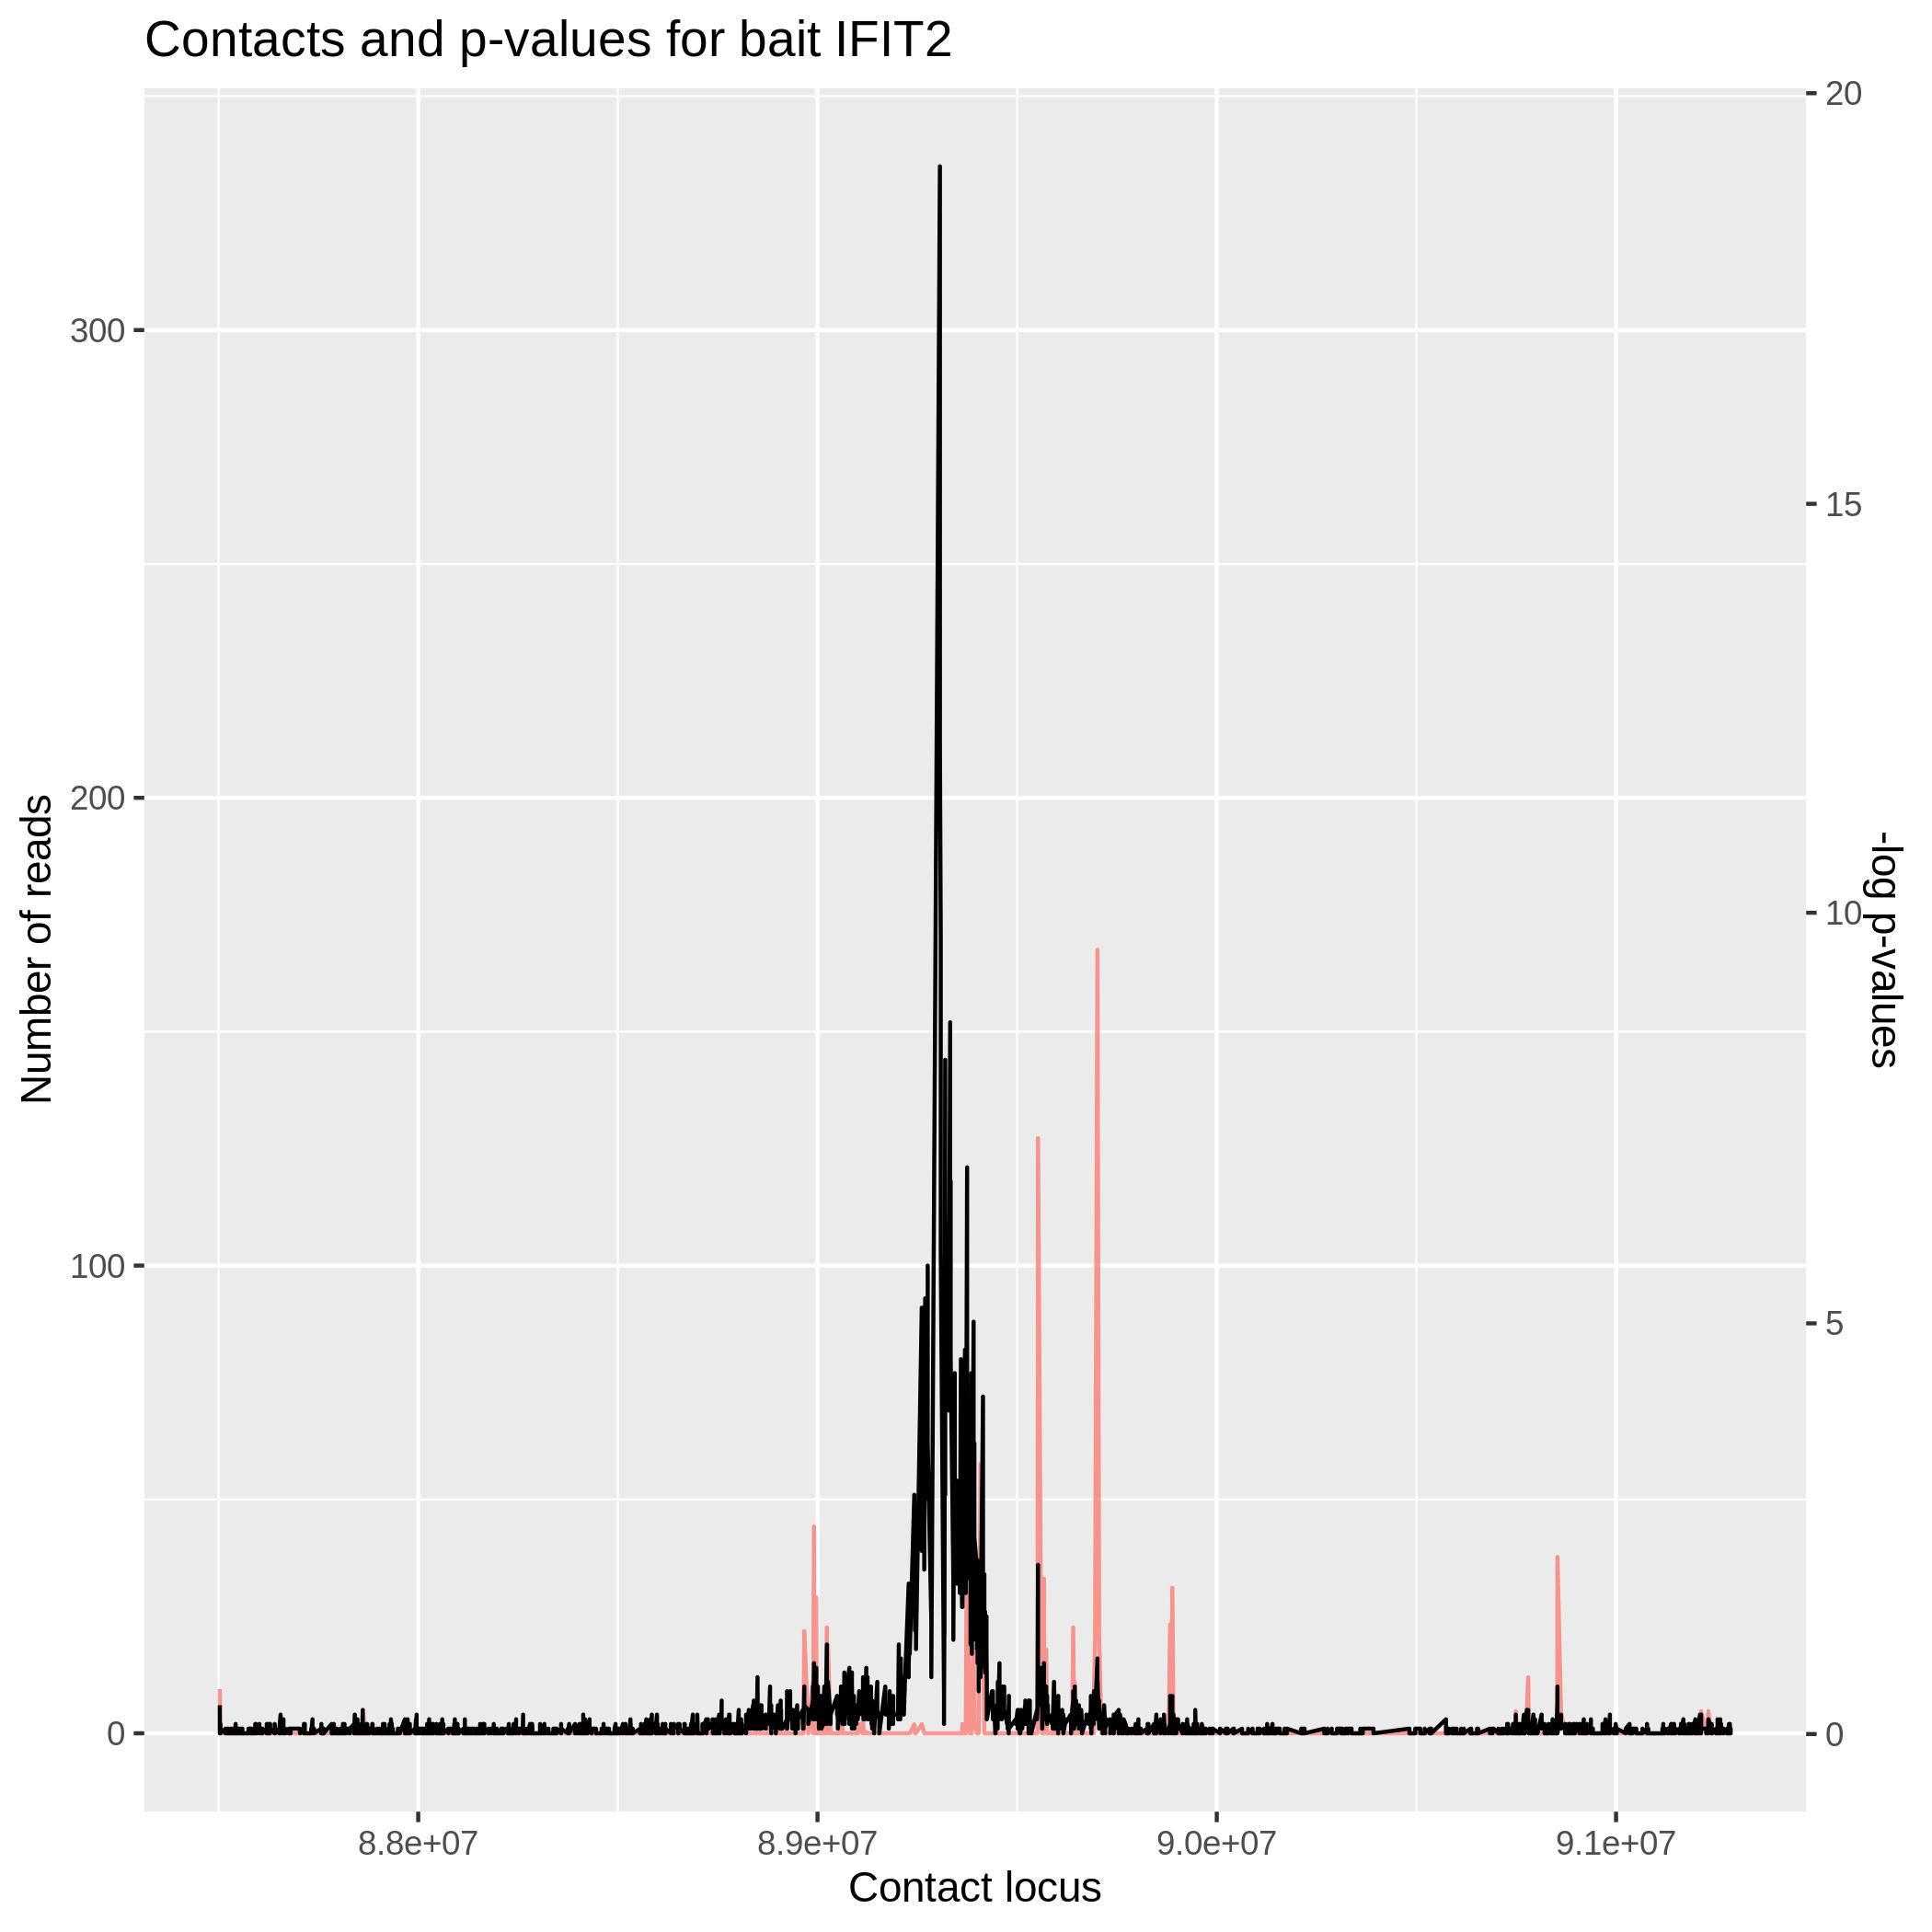 Contacts and p-values for bait IFIT2
Number of reads
300
200
100
0
20
15
10
5
0
-log p-values
8.8e+07
8.9e+07
9.0e+07
9.1e+07
Contact locus